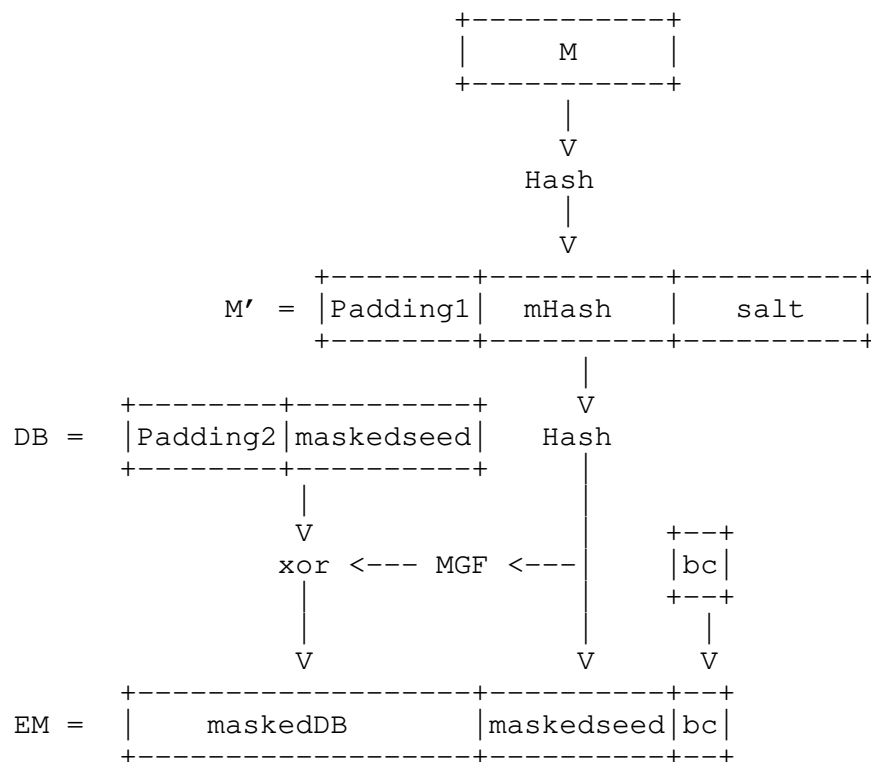 M
Hash
M' = Padding1 mHash salt
DB = Padding2 maskedseed Hash
xor <--- MGF <--- bc
EM = maskedDB maskedseed bc